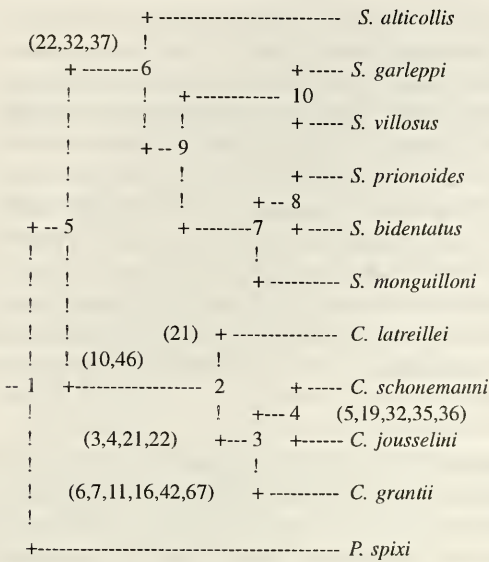 + --------------------- S. alticollis
(22,32,37) !
+ --------6 + ----- S. garleppi
! ! + ------------ 10
! ! ! + ----- S. villosus
! + -- 9
! ! + ----- S. prionoides
! ! + -- 8
+ -- 5 + --------7 + ----- S. bidentatus
! ! !
! ! + ---------- S. monguilloni
! !
! ! (21) + -------------- C. latreillei
! ! (10,46) !
-- 1 +---------------- 2 + ----- C. schonemanni
! ! +---- 4 (5,19,32,35,36)
! (3,4,21,22) +--- 3 +------ C. jousselini
! !
! (6,7,11,16,42,67) + ---------- C. grantii
!
+------------------------------------ P. spixi